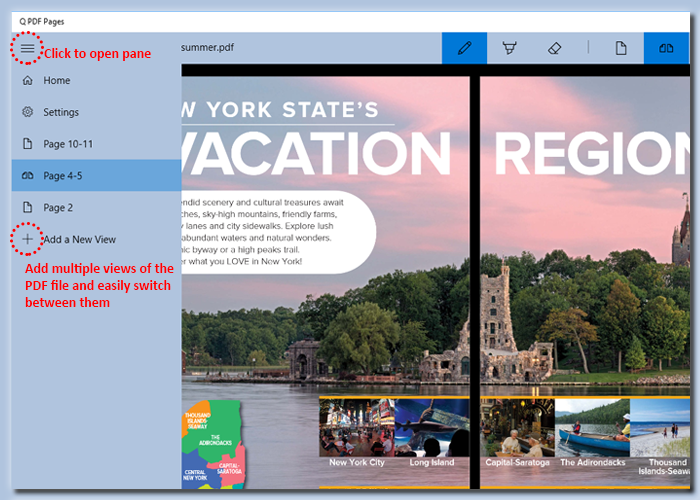 Q PDF Pages
Click to open pane
summer.pdf
Home
Settings
Page 10-11
Page 4-5
Page 2
Add a New View
Add multiple views of the
PDF file and easily switch
between them
W YORK STATE'S
VACATION
REGION
endid scenery and cultural treasures await
ches, sky-high mountains, friendly farms,
y lanes and city sidewalks. Explore lush
abundant waters and natural wonders.
nic byway or a high peaks trail.
er what you LOVE in New York!
THOUSAND
ISLANDS-
SEAWAY
THE
ADIRONDACKS
CENTRAL
NEW YORK
CAPITAL-
SARATOGA
New York City
Long Island
Capital-Saratoga
The Adirondacks
Thousand
Islands-Seaway